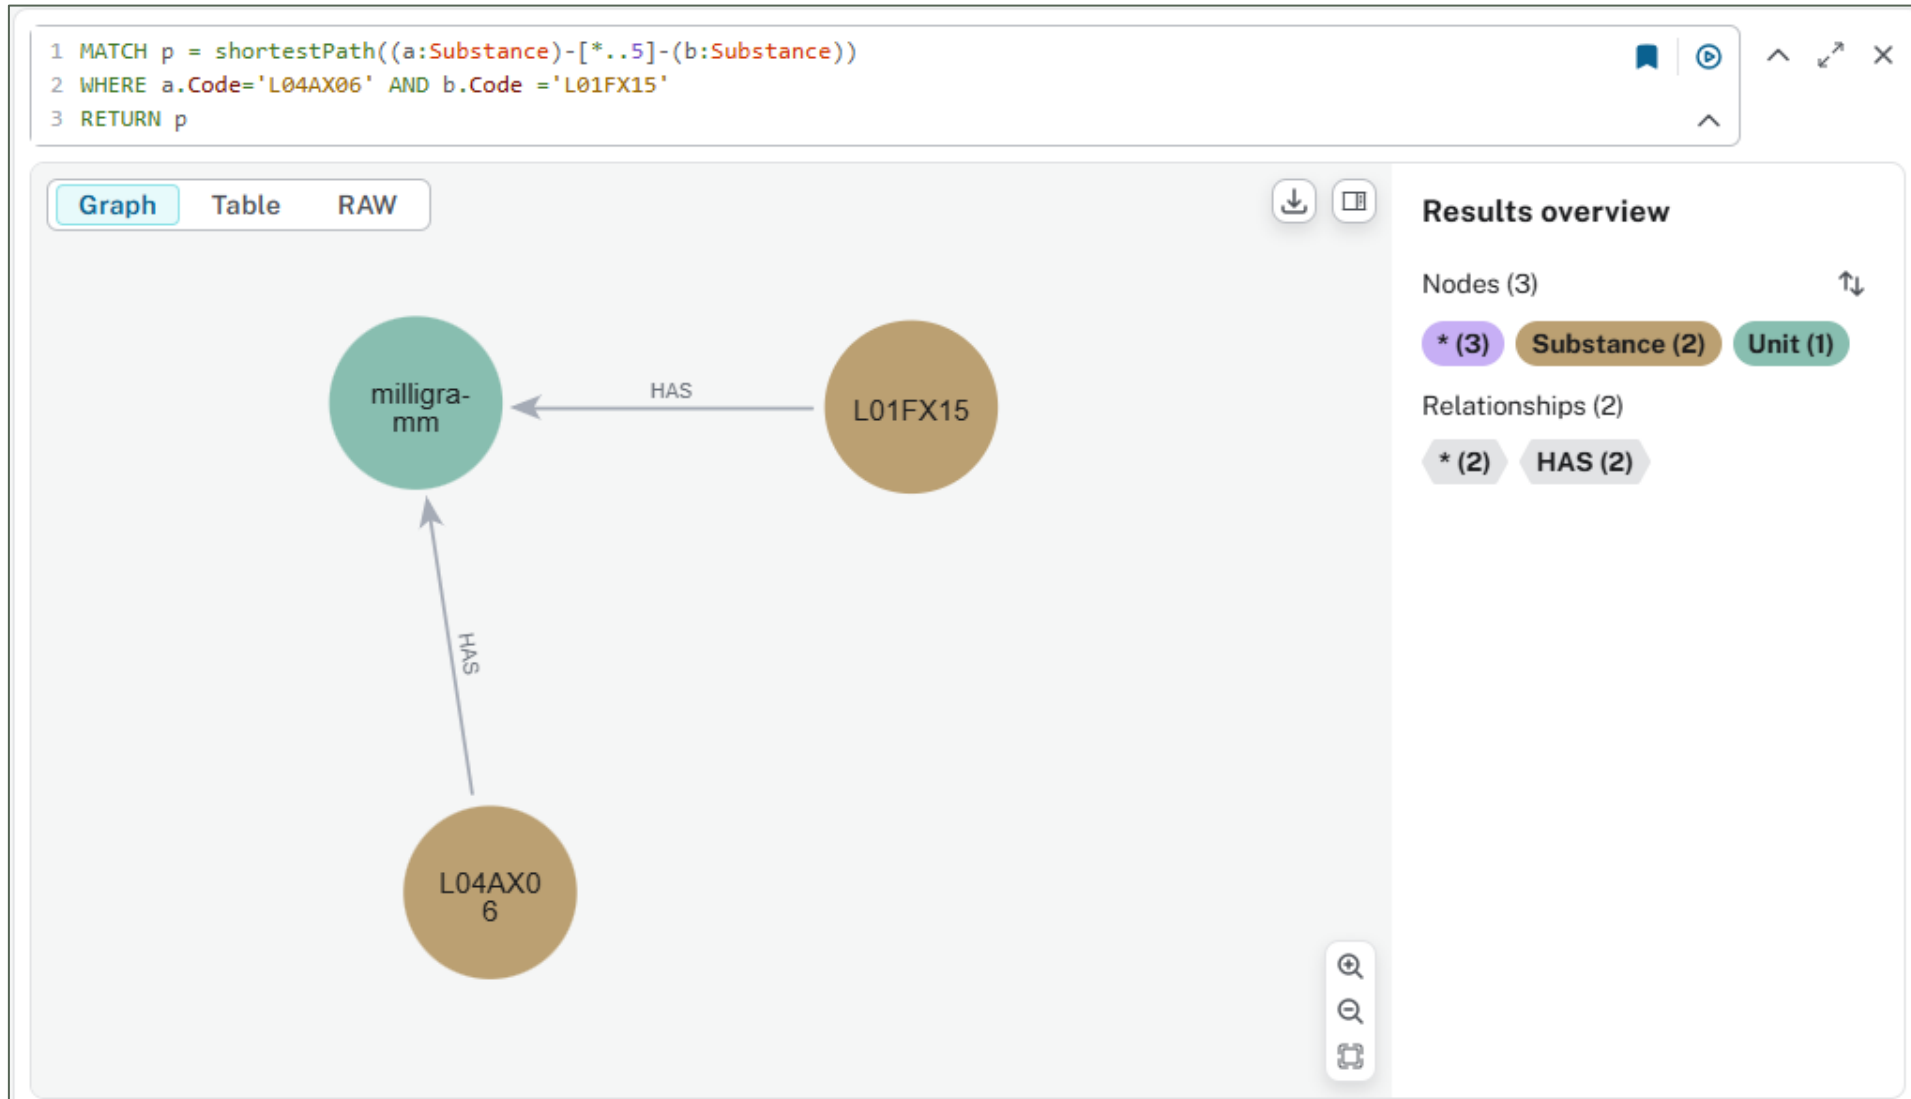 1 MATCH p = shortestPath((a:Substance)-[*..5]-(b:Substance))
2 WHERE a.Code='L04AX06' AND b.Code ='L01FX15'
3 RETURN p
Graph Table RAW
Results overview
Nodes (3)
* (3) Substance (2) Unit (1)
Relationships (2)
* (2) HAS (2)
milligra-
mm
HAS
L01FX15
HAS
L04AX0
6